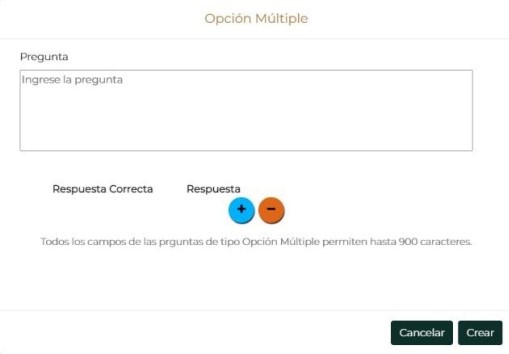 Opción Múltiple
Pregunta
Ingrese la pregunta
Respuesta Correcta Respuesta
+ −
Todos los campos de las prguntas de tipo Opción Múltiple permiten hasta 900 caracteres.
Cancelar Crear